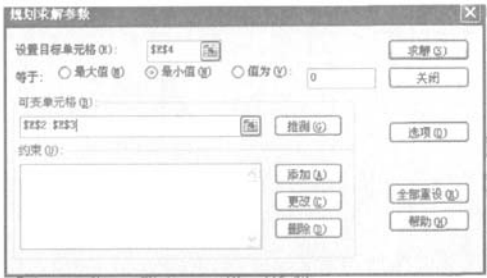 规划求解参数
设置目标单元格(E): $E$4 求解(S)
等于: 最大值(M) 最小值(N) 值为(V): 0 关闭
可变单元格(B):
$E$2 $E$3 推测(G) 选项(O)
约束(U):
添加(A)
更改(C) 全部重设(R)
删除(D) 帮助(H)